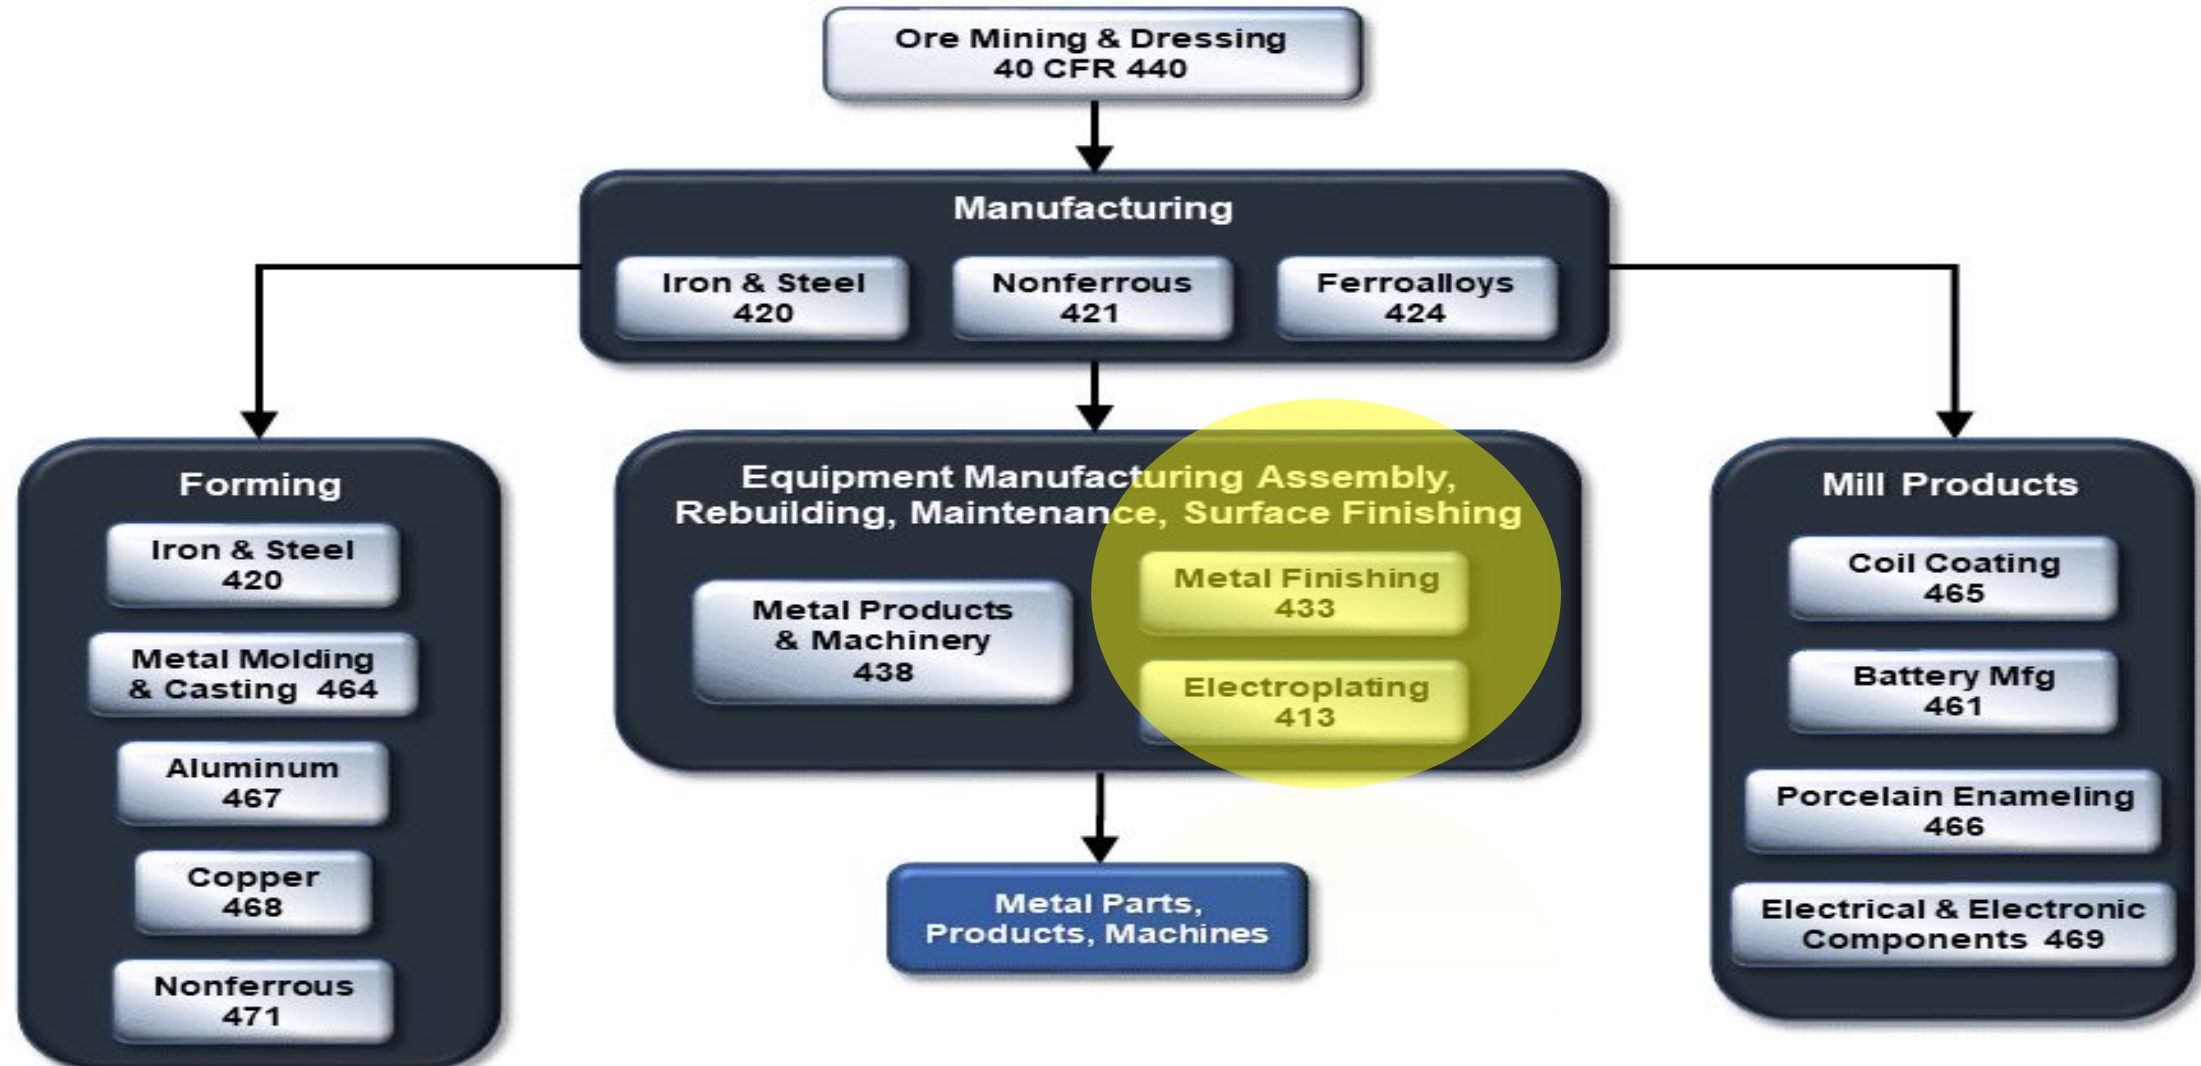 Ore Mining & Dressing
40 CFR 440
Manufacturing
Iron & Steel
420
Nonferrous
421
Ferroalloys
424
Forming
Iron & Steel
420
Metal Molding
& Casting 464
Aluminum
467
Copper
468
Nonferrous
471
Equipment Manufacturing Assembly,
Rebuilding, Maintenance, Surface Finishing
Metal Products
& Machinery
438
Metal Finishing
433
Electroplating
413
Metal Parts,
Products, Machines
Mill Products
Coil Coating
465
Battery Mfg
461
Porcelain Enameling
466
Electrical & Electronic
Components 469